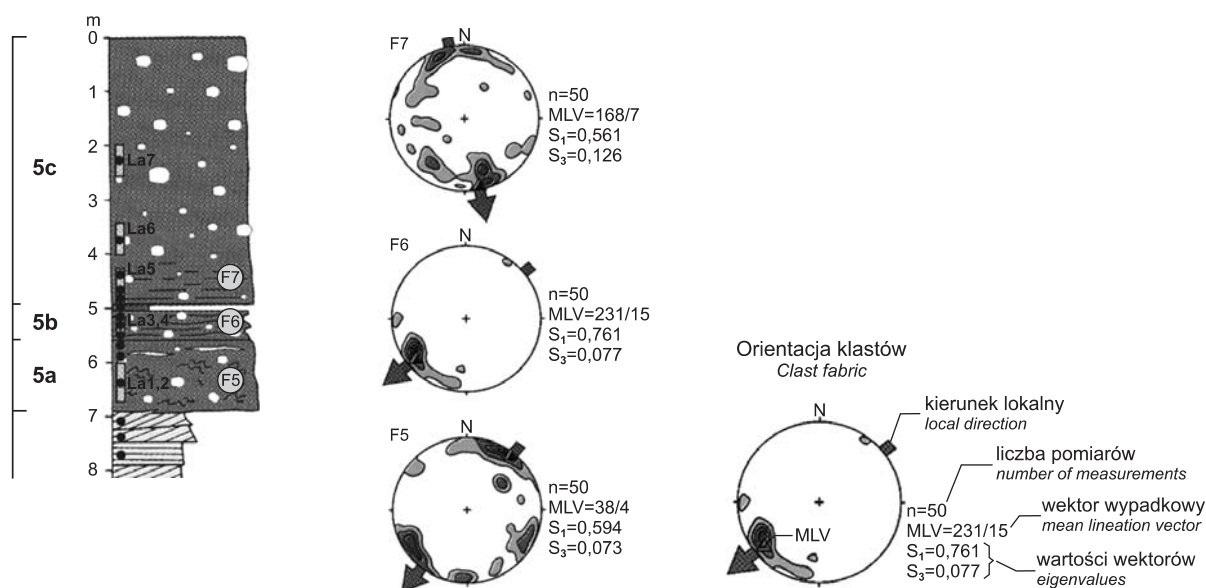 m
0
1
2
3
4
5
6
7
8
5c
5b
5a
La7
La6
La5
La3,4
La1,2
F7
F6
F5
F7
N
n=50
MLV=168/7
S1=0,561
S3=0,126
F6
N
n=50
MLV=231/15
S1=0,761
S3=0,077
F5
N
n=50
MLV=38/4
S1=0,594
S3=0,073
Orientacja klastów
Clast fabric
N
MLV
kierunek lokalny
local direction
liczba pomiarów
number of measurements
n=50
MLV=231/15
S1=0,761
S3=0,077
wektor wypadkowy
mean lineation vector
wartości wektorów
eigenvalues